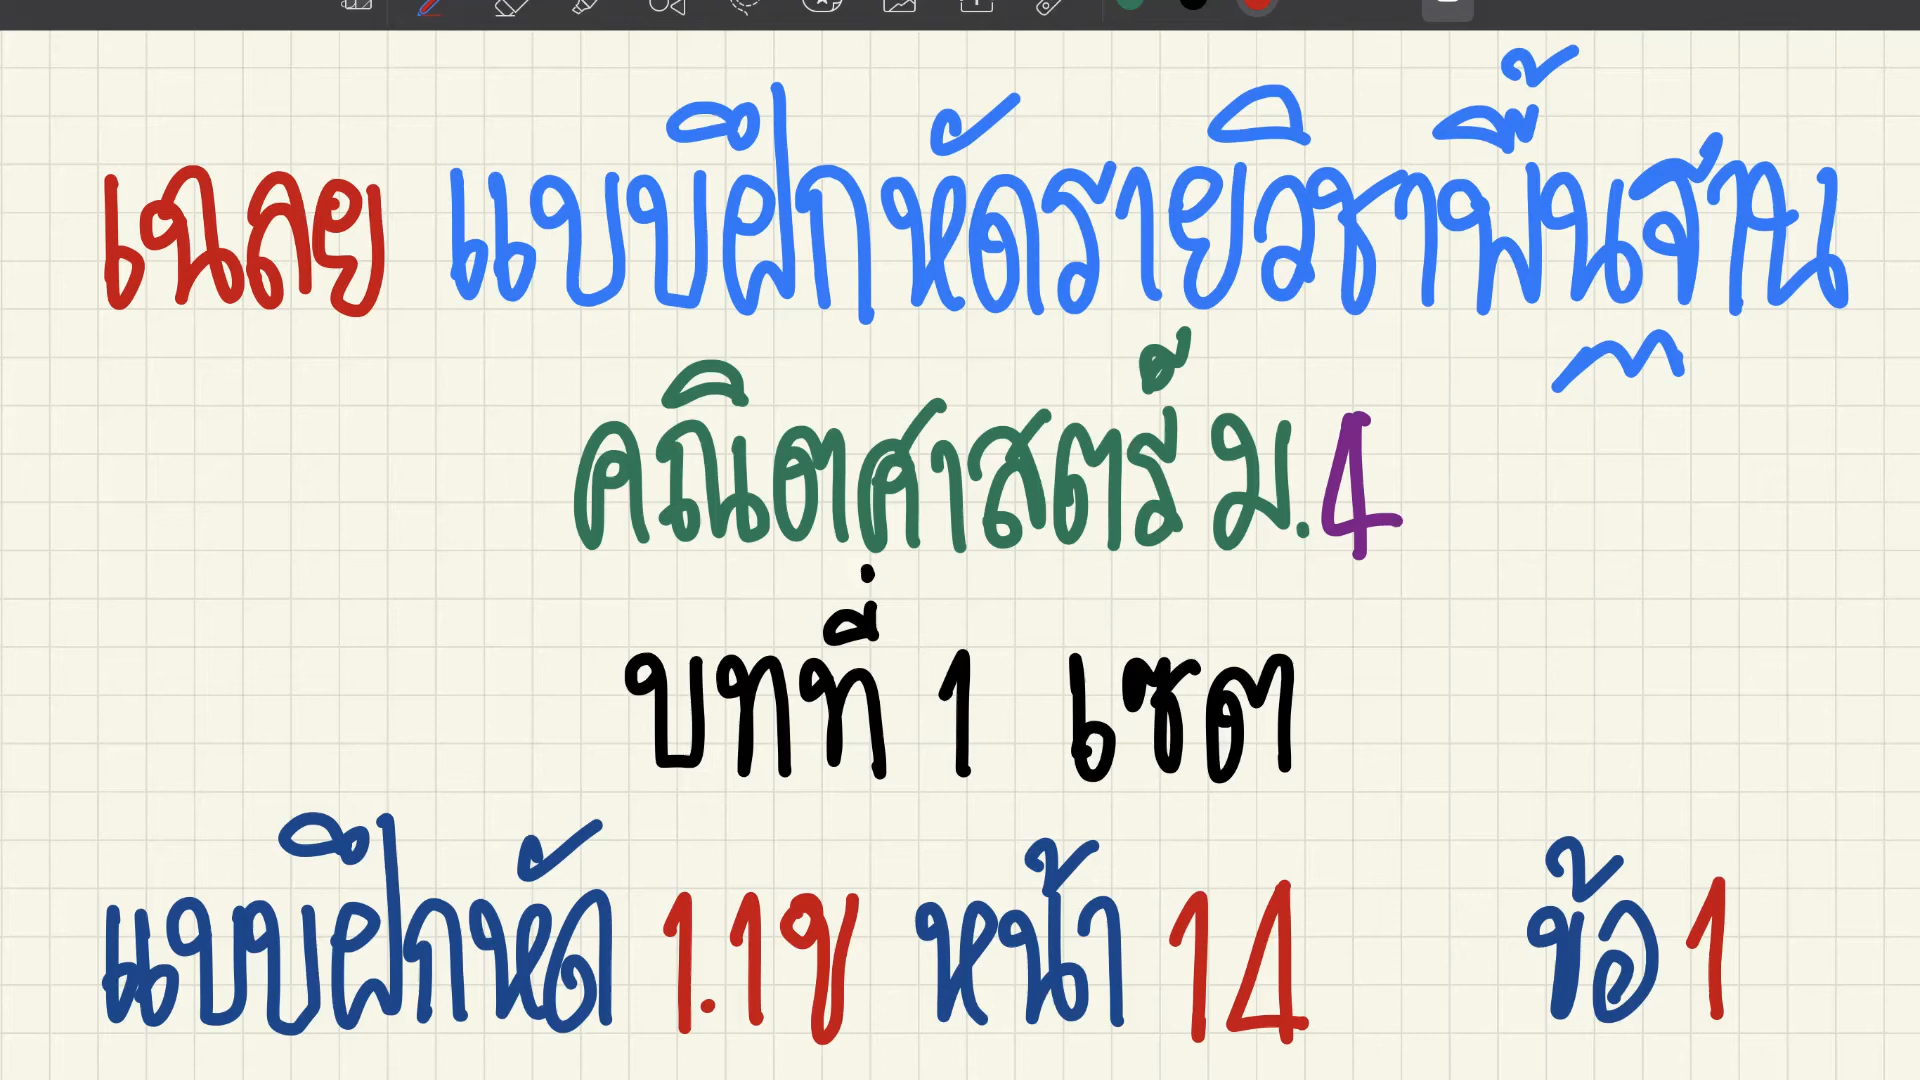 เฉลย แบบฝึกหัดรายวิชาพื้นฐาน
คณิตศาสตร์ ม.4
บทที่ 1 เซต
แบบฝึกหัด 1.1ข หน้า 14 ข้อ 1